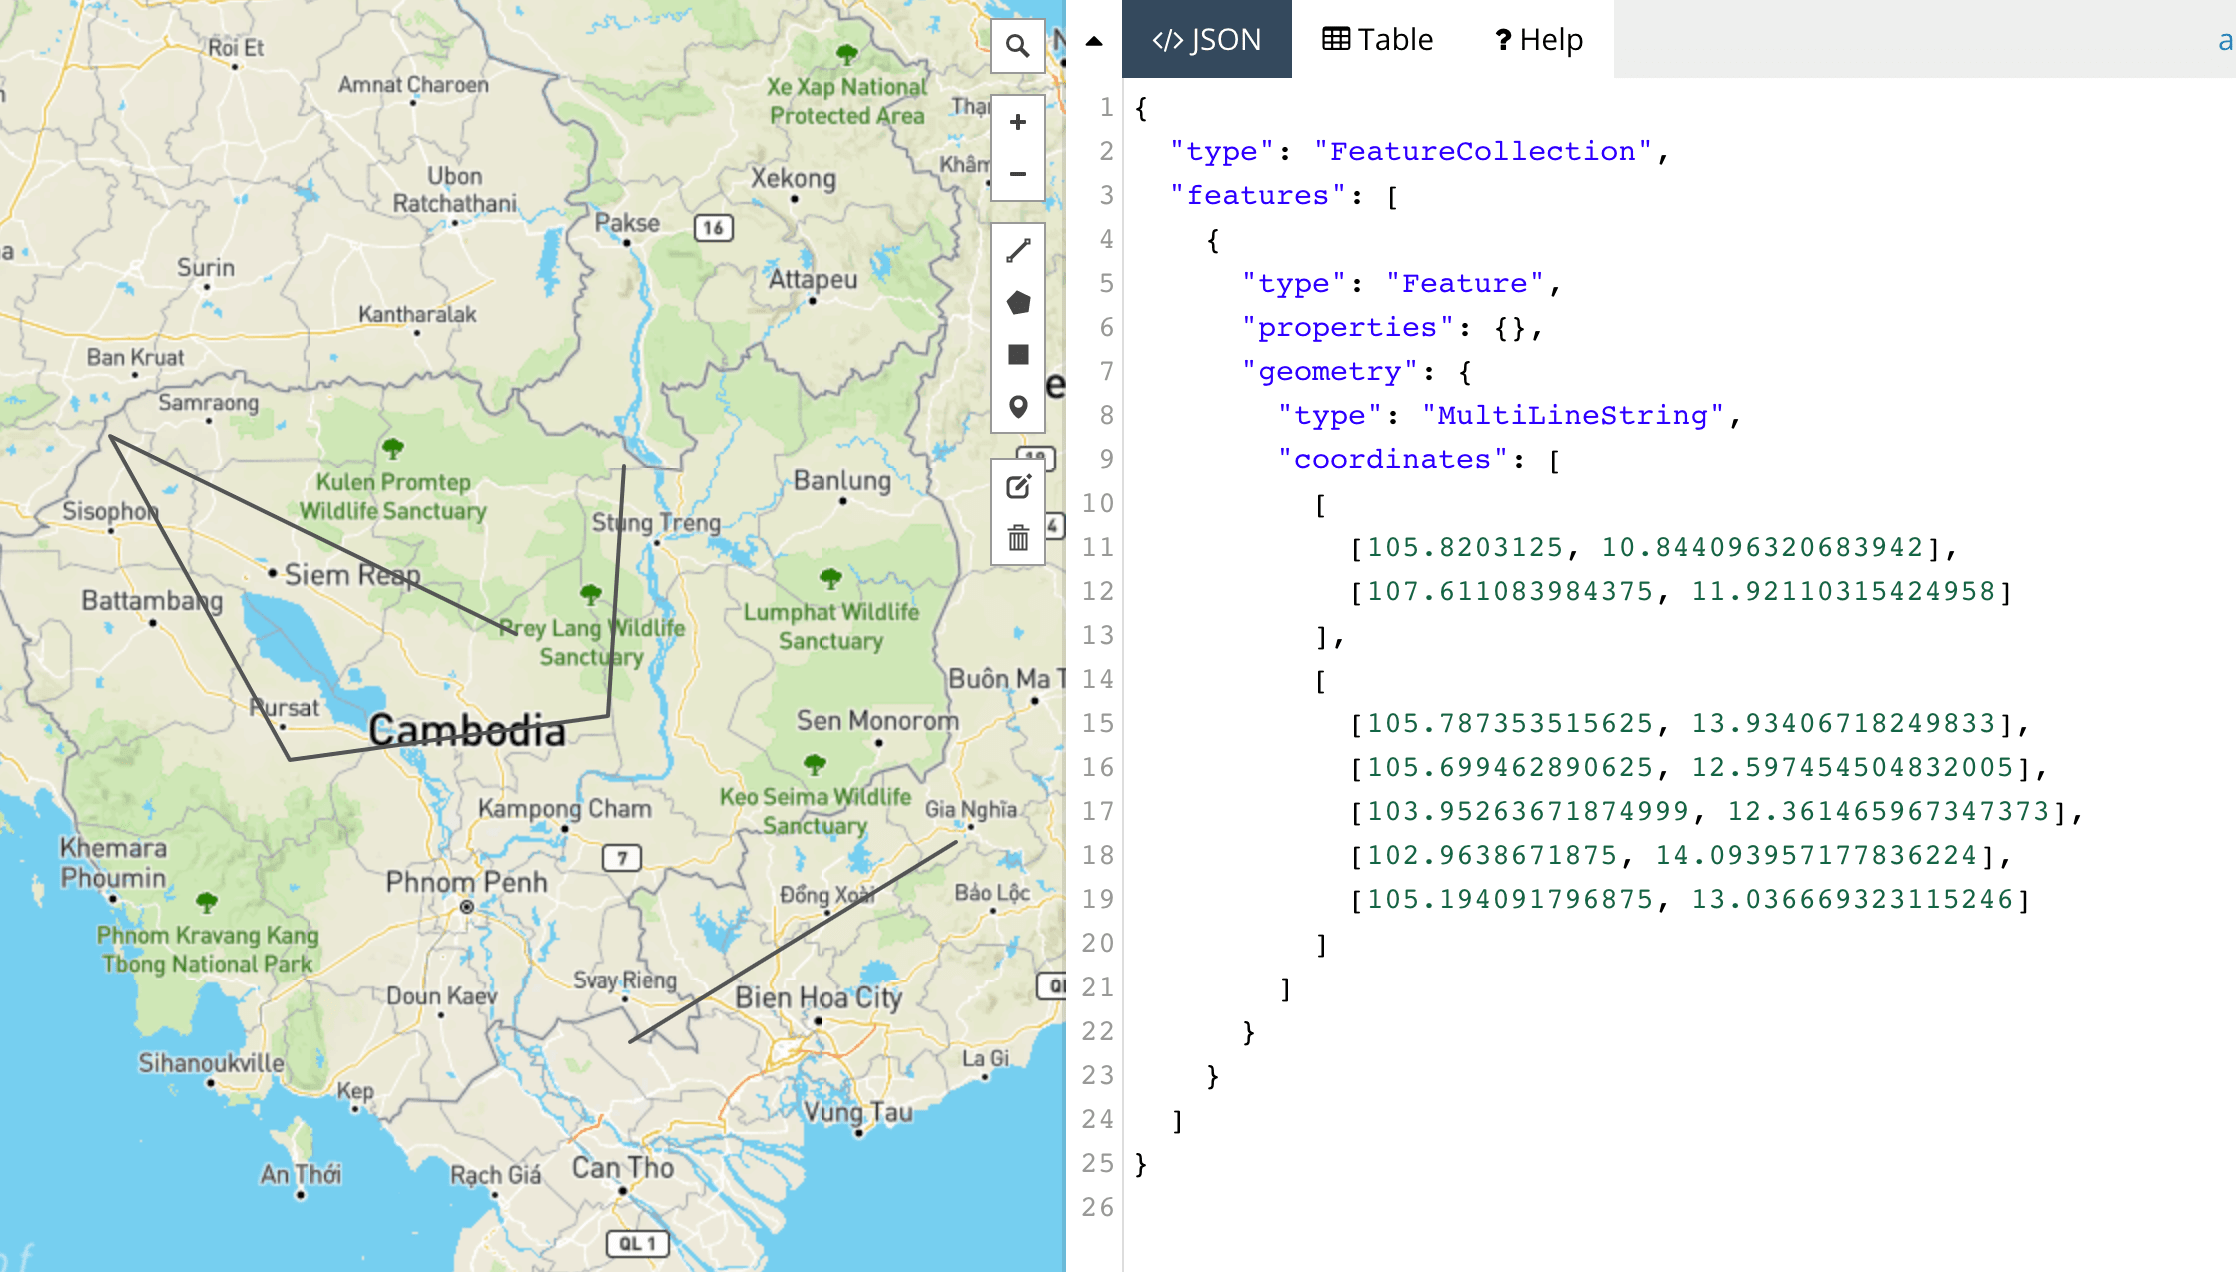 Roi Et
Amnat Charoen
Xe Xap National
Protected Area
Ubon
Ratchathani
Xekong
Pakse
16
Surin
Attapeu
Kantharalak
Ban Kruat
Samraong
Kulen Promtep
Wildlife Sanctuary
Banlung
Sisophon
Stung Treng
4
Siem Reap
Battambang
Prey Lang Wildlife
Sanctuary
Lumphat Wildlife
Sanctuary
Buôn Ma T
Pursat
Cambodia
Sen Monorom
Keo Seima Wildlife
Sanctuary
Kampong Cham
Gia Nghĩa
7
Khemara
Phoumin
Phnom Penh
Đồng Xoài
Bảo Lộc
Phnom Kravang Kang
Tbong National Park
Svay Rieng
Doun Kaev
Bien Hoa City
Sihanoukville
Kep
La Gi
Vung Tau
An Thới
Rạch Giá
Can Tho
QL 1
</> JSON
Table
? Help
a
1 {
2 "type": "FeatureCollection",
3 "features": [
4 {
5 "type": "Feature",
6 "properties": {},
7 "geometry": {
8 "type": "MultiLineString",
9 "coordinates": [
10 [
11 [105.8203125, 10.844096320683942],
12 [107.611083984375, 11.92110315424958]
13 ],
14 [
15 [105.787353515625, 13.93406718249833],
16 [105.699462890625, 12.597454504832005],
17 [103.95263671874999, 12.361465967347373],
18 [102.9638671875, 14.093957177836224],
19 [105.194091796875, 13.036669323115246]
20 ]
21 ]
22 }
23 }
24 ]
25 }
26